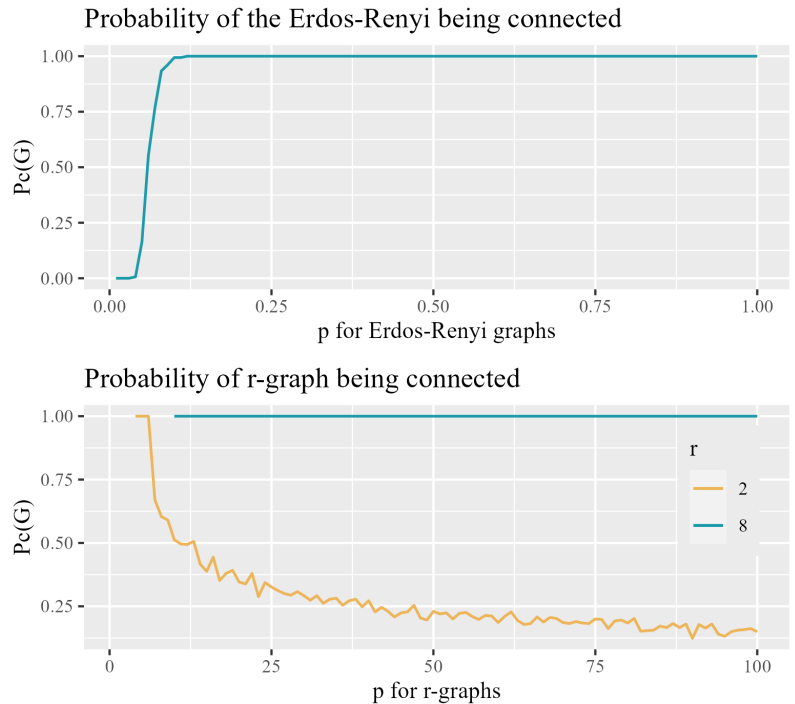 Probability of the Erdos-Renyi being connected
1.00
0.75
0.50
0.25
0.00
Pc(G)
0.00 0.25 0.50 0.75 1.00
p for Erdos-Renyi graphs
Probability of r-graph being connected
1.00
0.75
0.50
0.25
Pc(G)
r
2
8
0 25 50 75 100
p for r-graphs